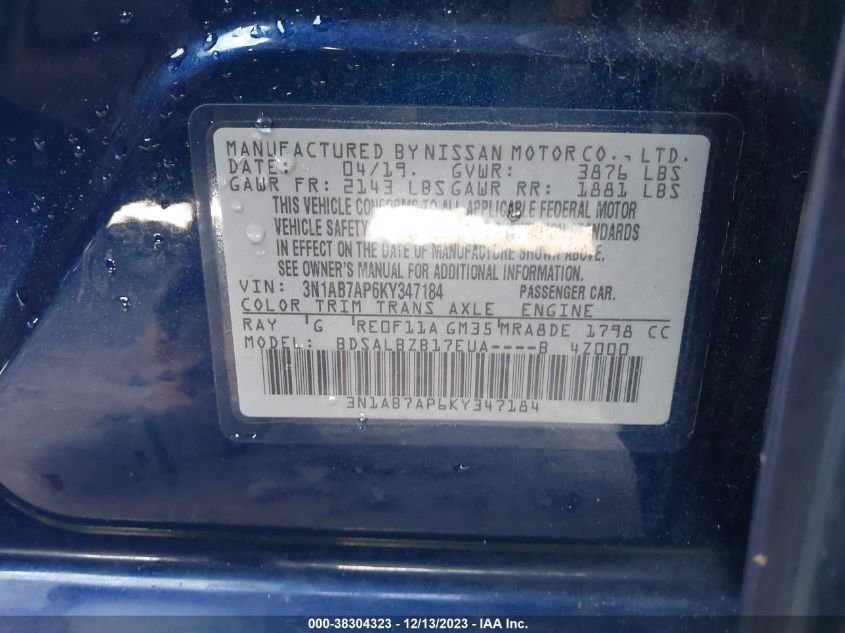 MANUFACTURED BY NISSAN MOTOR CO., LTD.
DATE: 04/19. GVWR: 3876 LBS
GAWR FR: 2143 LBS GAWR RR: 1881 LBS
THIS VEHICLE CONFORMS TO ALL APPLICABLE FEDERAL MOTOR
VEHICLE SAFETY STANDARDS
IN EFFECT ON THE DATE OF MANUFACTURE SHOWN ABOVE.
SEE OWNER'S MANUAL FOR ADDITIONAL INFORMATION.
VIN: 3N1AB7AP6KY347184 PASSENGER CAR.
COLOR TRIM TRANS AXLE ENGINE
RAY G RE0F11A GM35 MRA8DE 1798 CC
MODEL: BDSALBZB17EUA----B 4Z000
3N1AB7AP6KY347184
000-38304323 - 12/13/2023 - IAAI.com